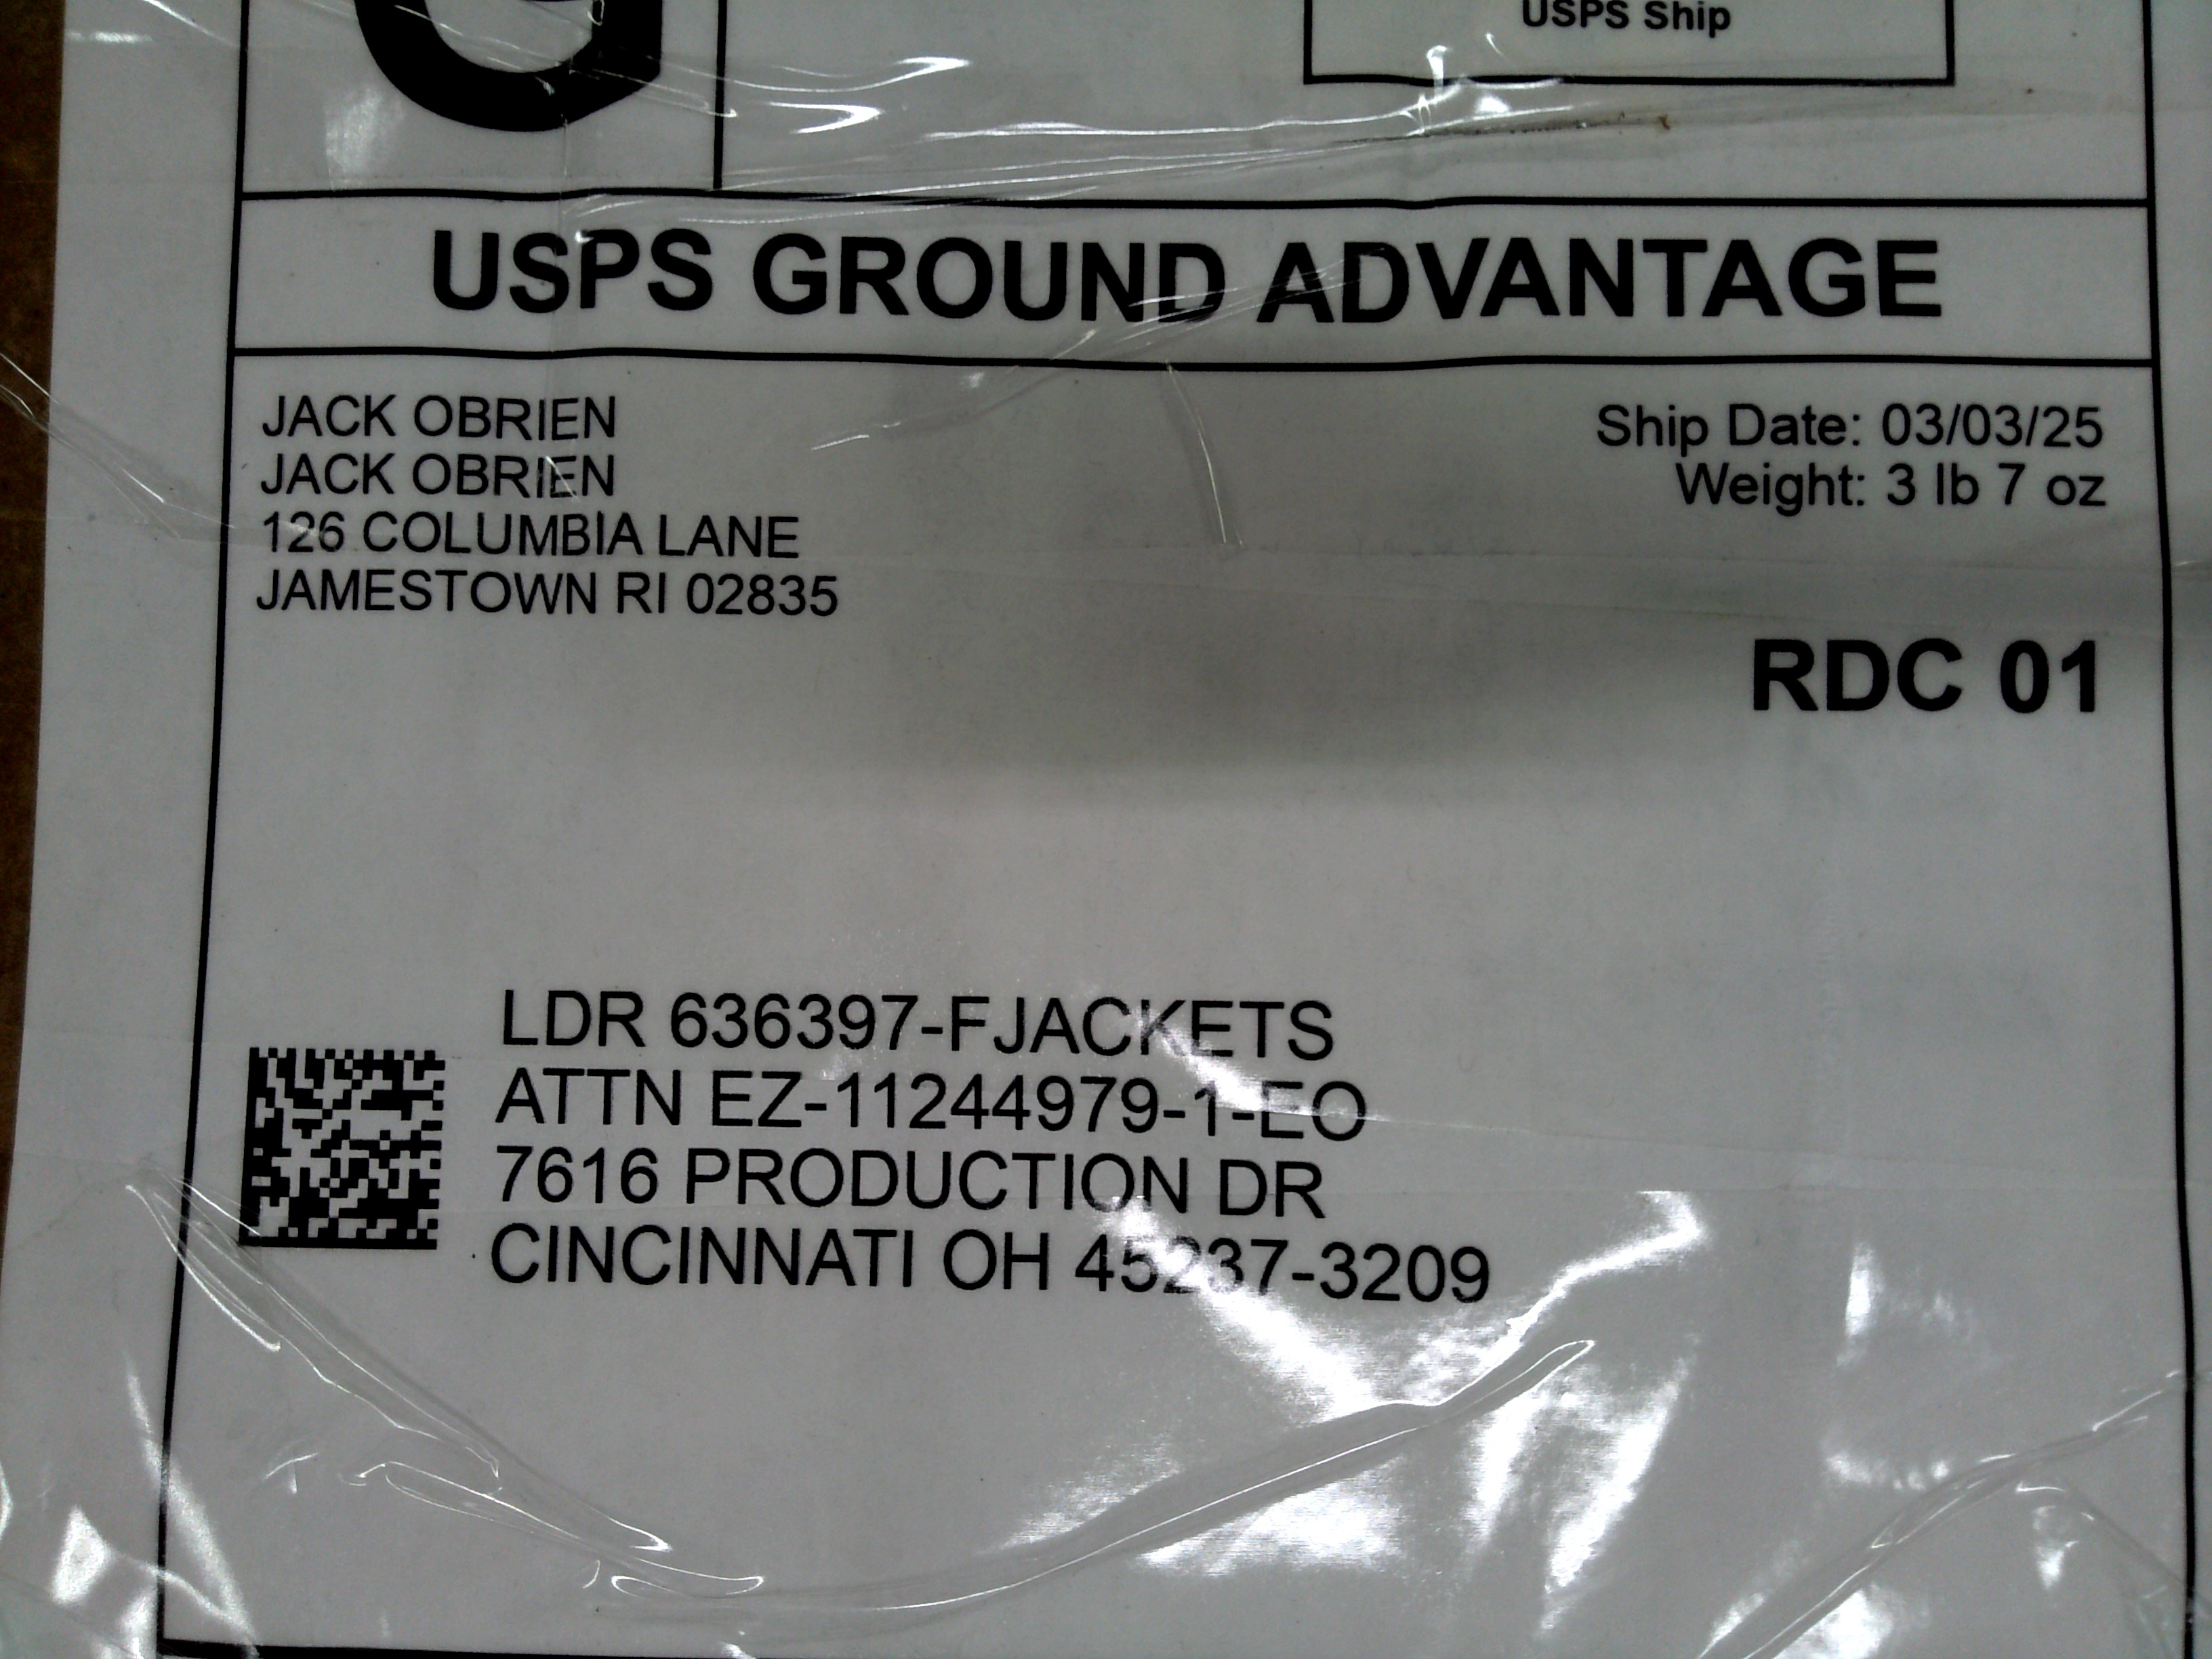 USPS Ship
G
USPS GROUND ADVANTAGE
JACK OBRIEN
JACK OBRIEN
126 COLUMBIA LANE
JAMESTOWN RI 02835
Ship Date: 03/03/25
Weight: 3 lb 7 oz
RDC 01
LDR 636397-FJACKETS
ATTN EZ-11244979-1-EO
7616 PRODUCTION DR
CINCINNATI OH 45237-3209